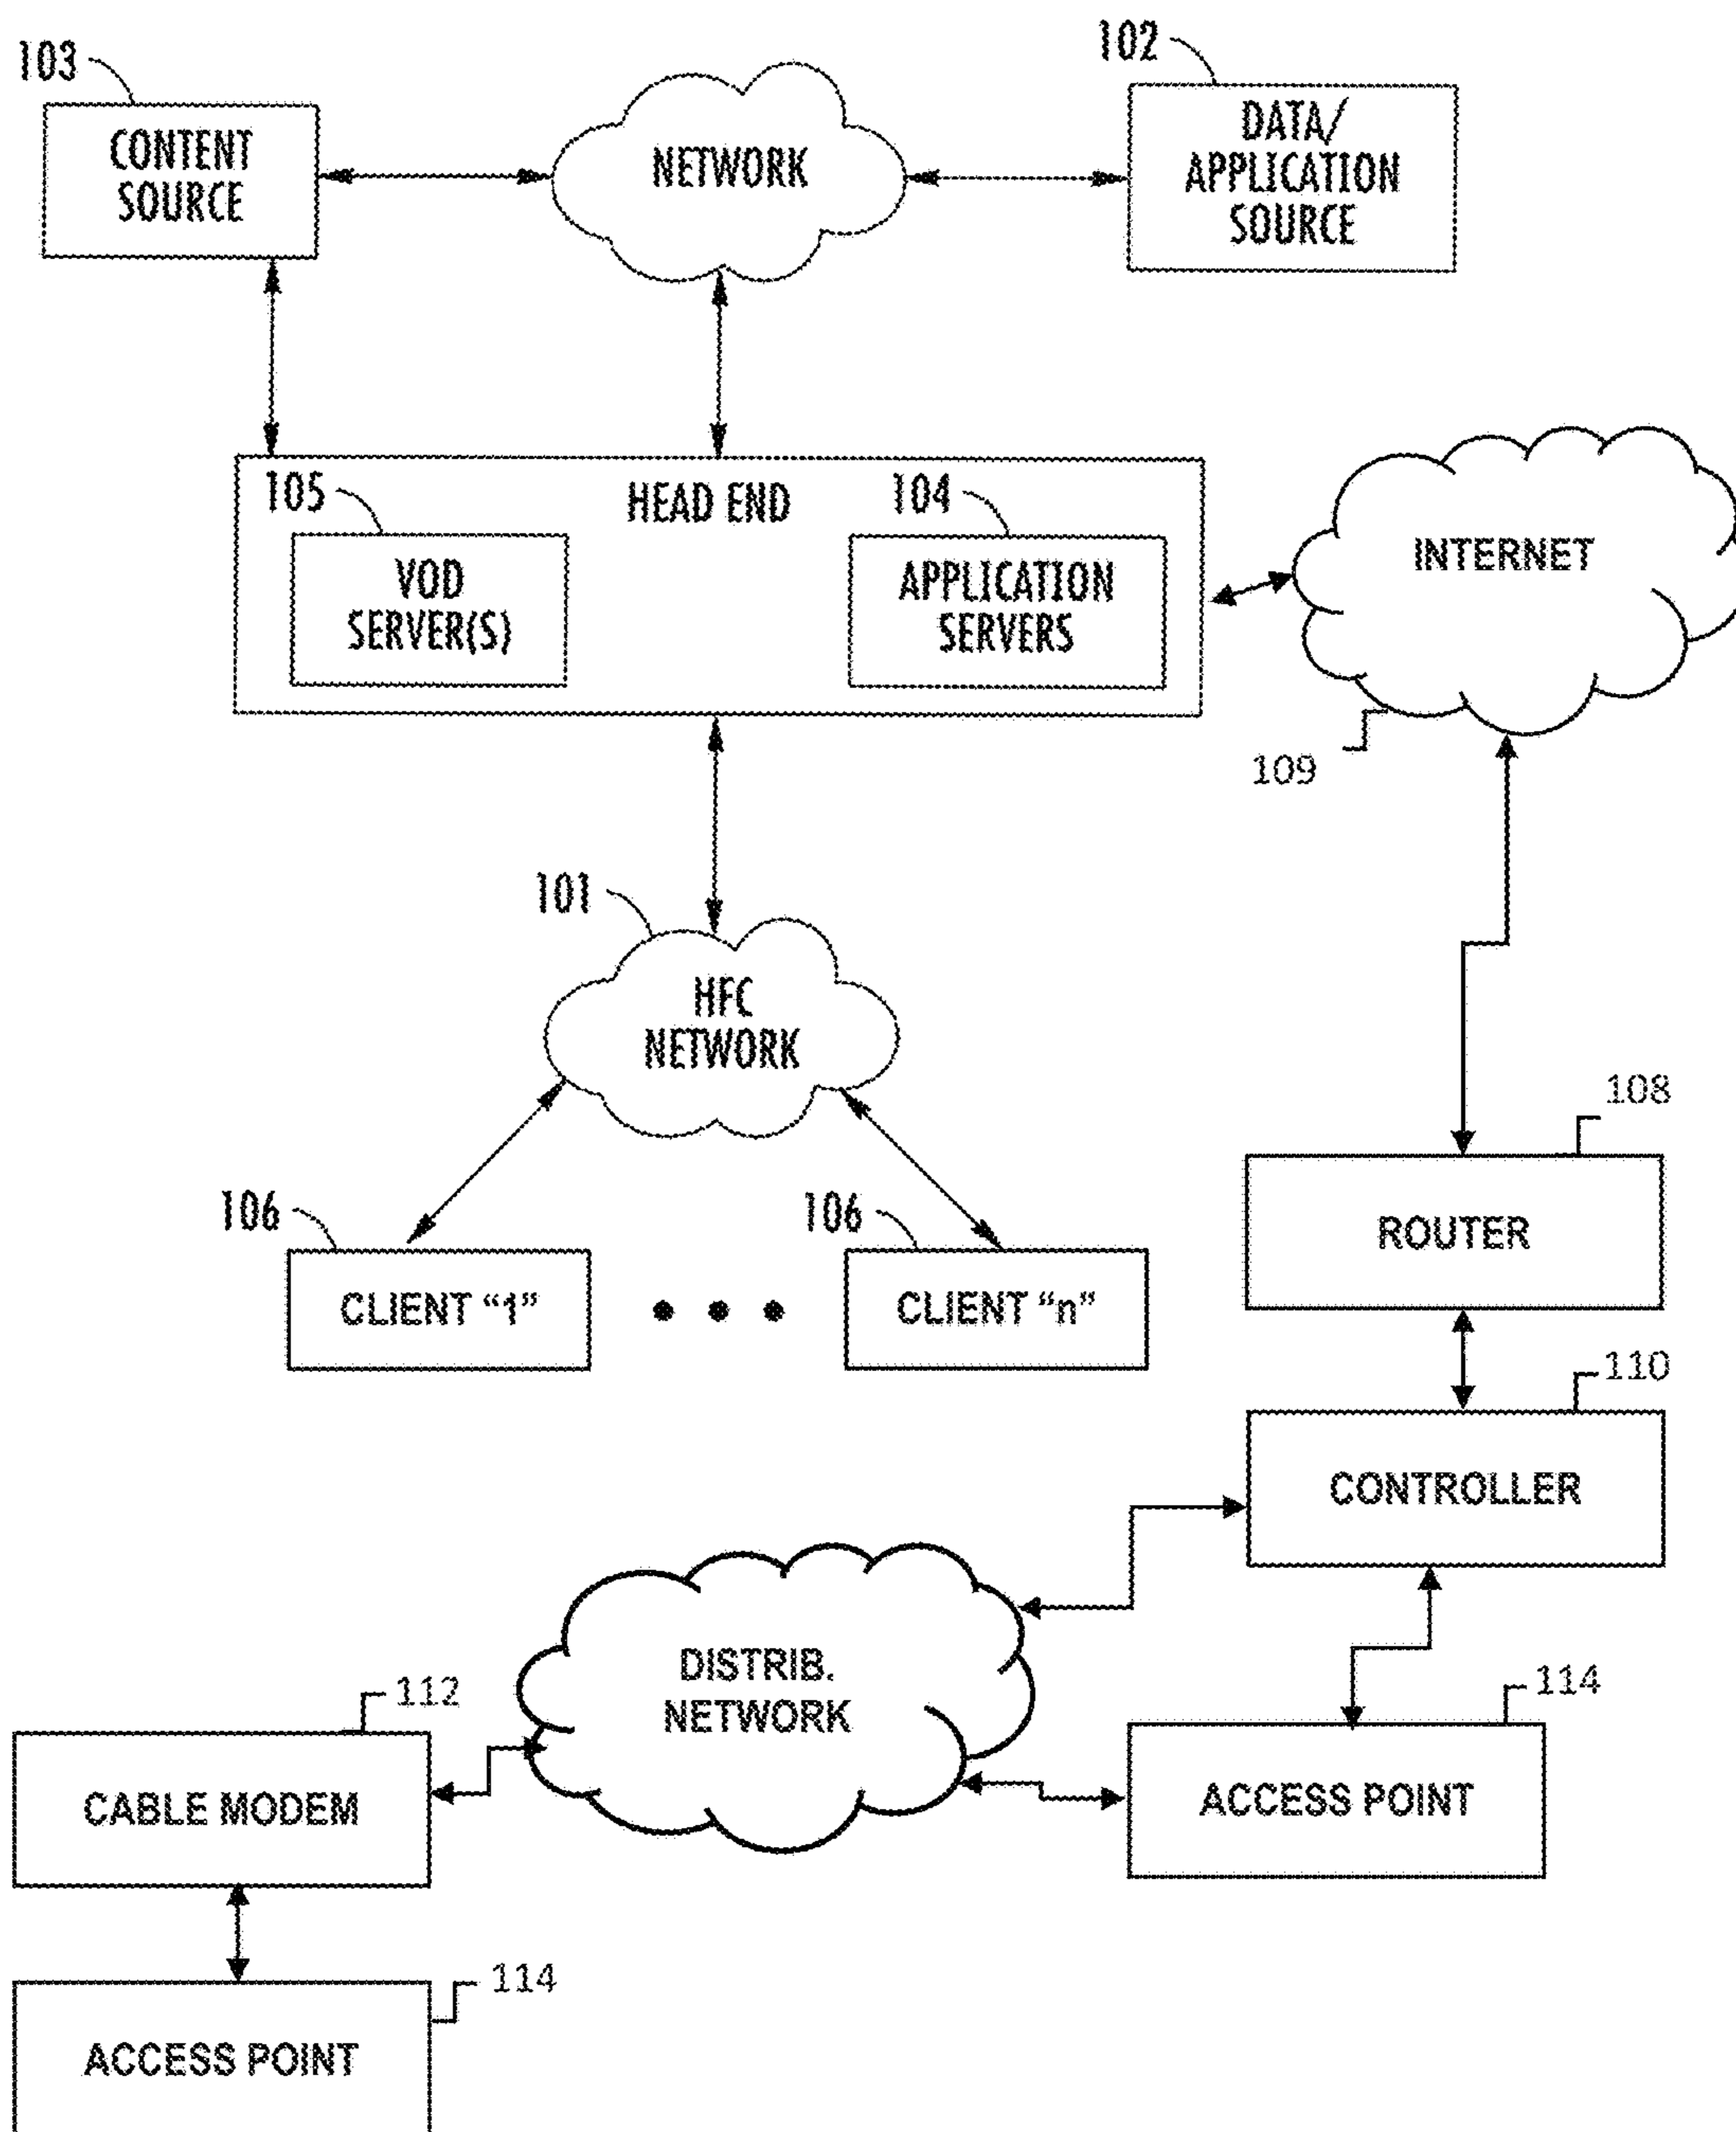 103
102
CONTENT
SOURCE
NETWORK
DATA/
APPLICATION
SOURCE
105
HEAD END
104
VOD
SERVER(S)
APPLICATION
SERVERS
INTERNET
109
101
HFC
NETWORK
108
ROUTER
106
106
CLIENT “1”
CLIENT “n”
110
CONTROLLER
DISTRIB.
NETWORK
112
114
CABLE MODEM
ACCESS POINT
114
ACCESS POINT